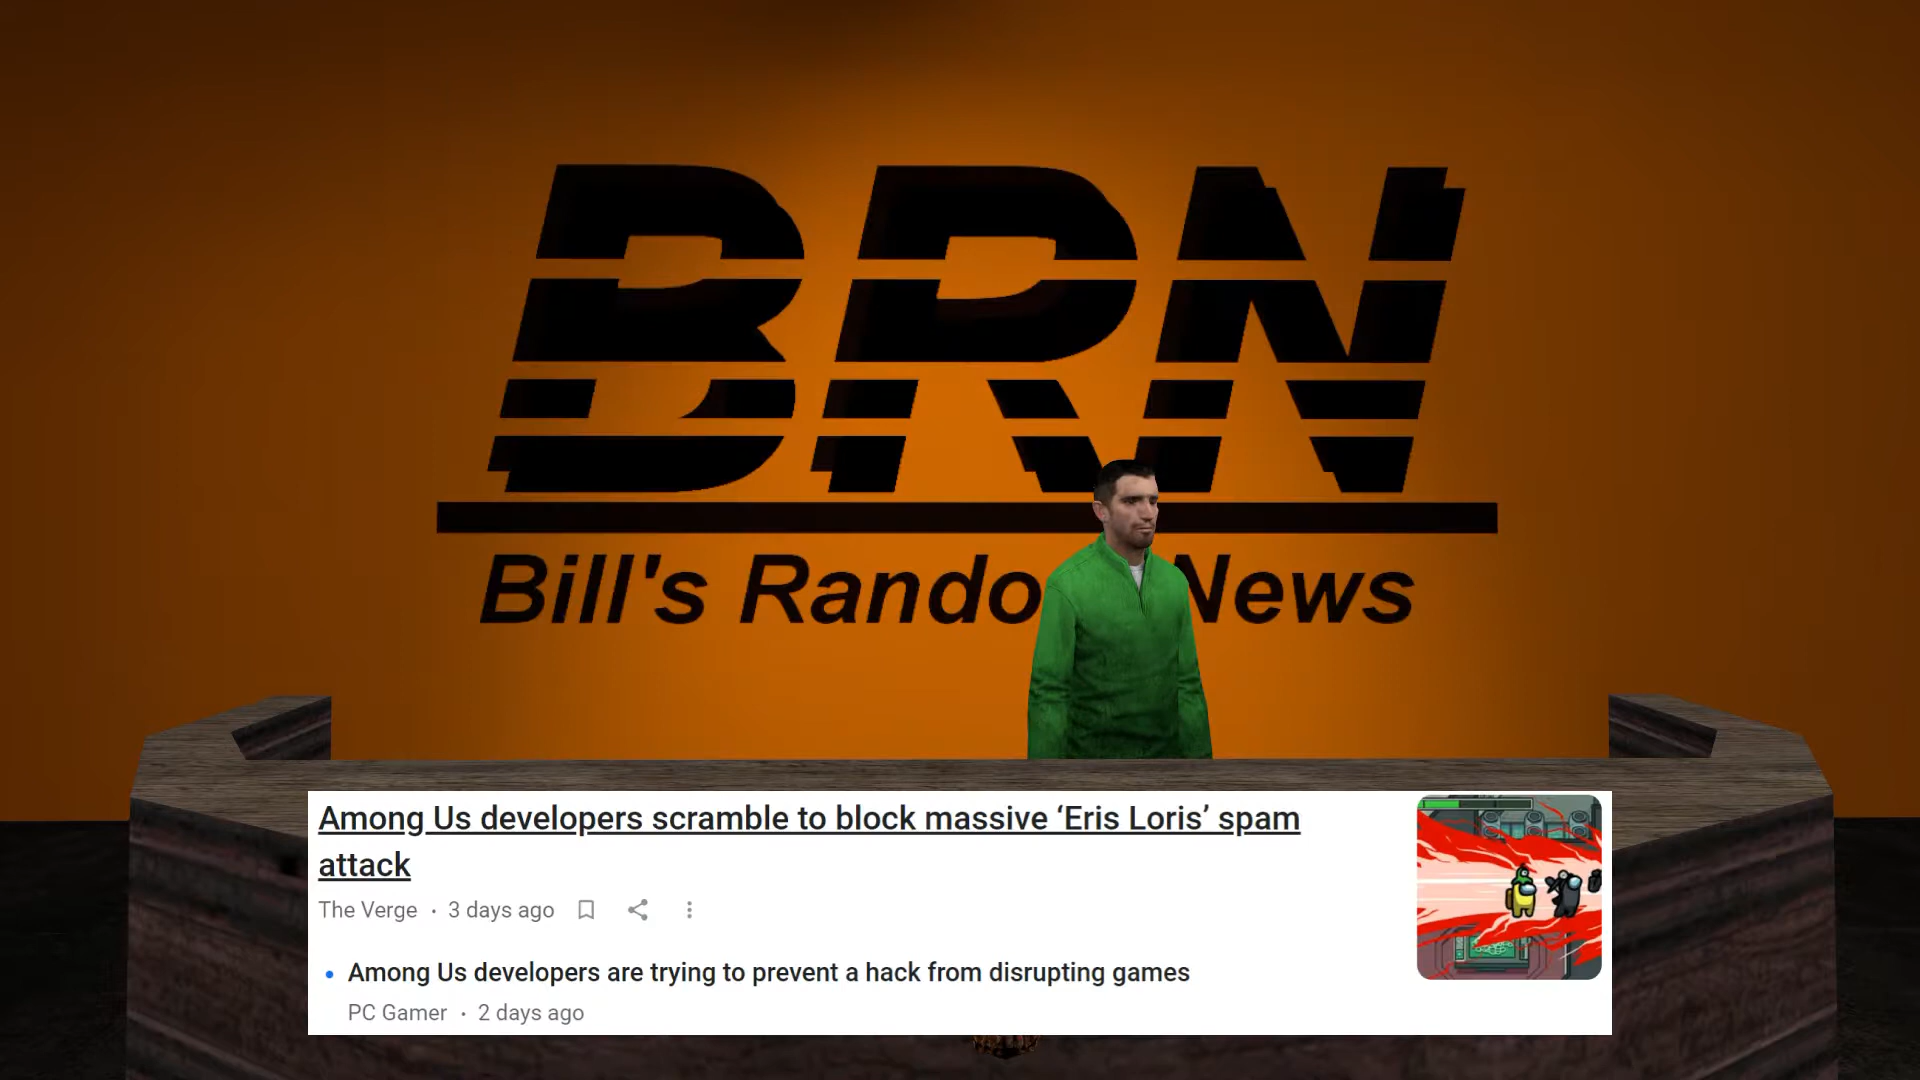 BRN
Bill's Rando News
Among Us developers scramble to block massive ‘Eris Loris’ spam
attack
The Verge · 3 days ago
Among Us developers are trying to prevent a hack from disrupting games
PC Gamer · 2 days ago